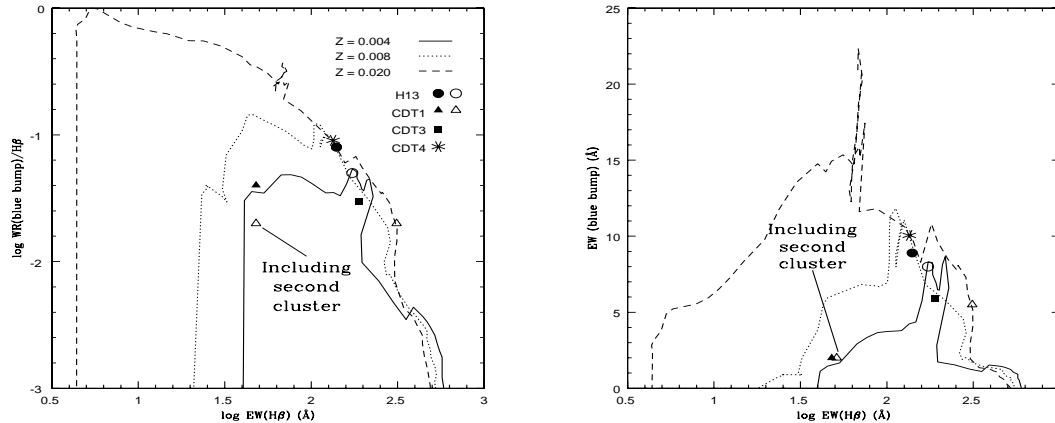 0
-1
-2
-3
log WR(blue bump)/Hβ
Z = 0.004
Z = 0.008
Z = 0.020
H13
CDT1
CDT3
CDT4
Including
second
cluster
0.5
1
1.5
2
2.5
3
log EW(Hβ) (Å)
25
20
15
10
5
0
EW (blue bump) (Å)
Including
second
cluster
0.5
1
1.5
2
2.5
3
log EW(Hβ) (Å)